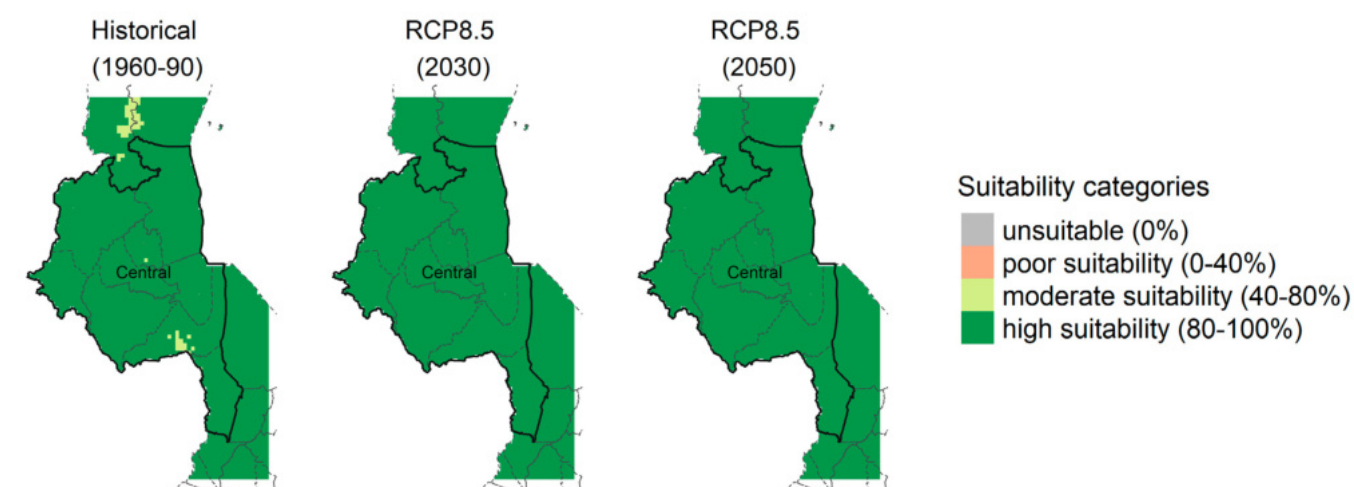 Historical
(1960-90)
RCP8.5
(2030)
RCP8.5
(2050)
Central
Central
Central
Suitability categories
unsuitable (0%)
poor suitability (0-40%)
moderate suitability (40-80%)
high suitability (80-100%)